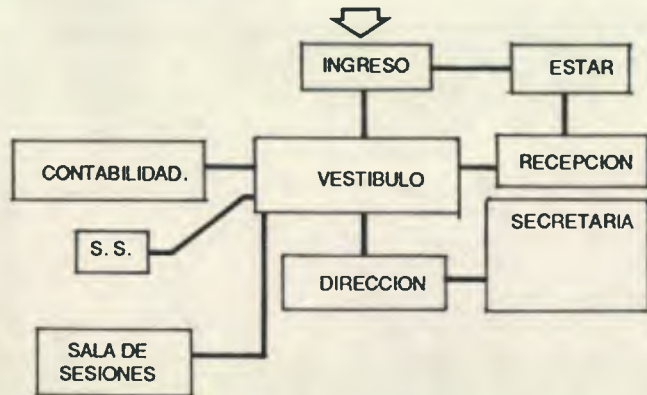 INGRESO
ESTAR
CONTABILIDAD.
VESTIBULO
RECEPCION
SECRETARIA
S. S.
DIRECCION
SALA DE
SESIONES